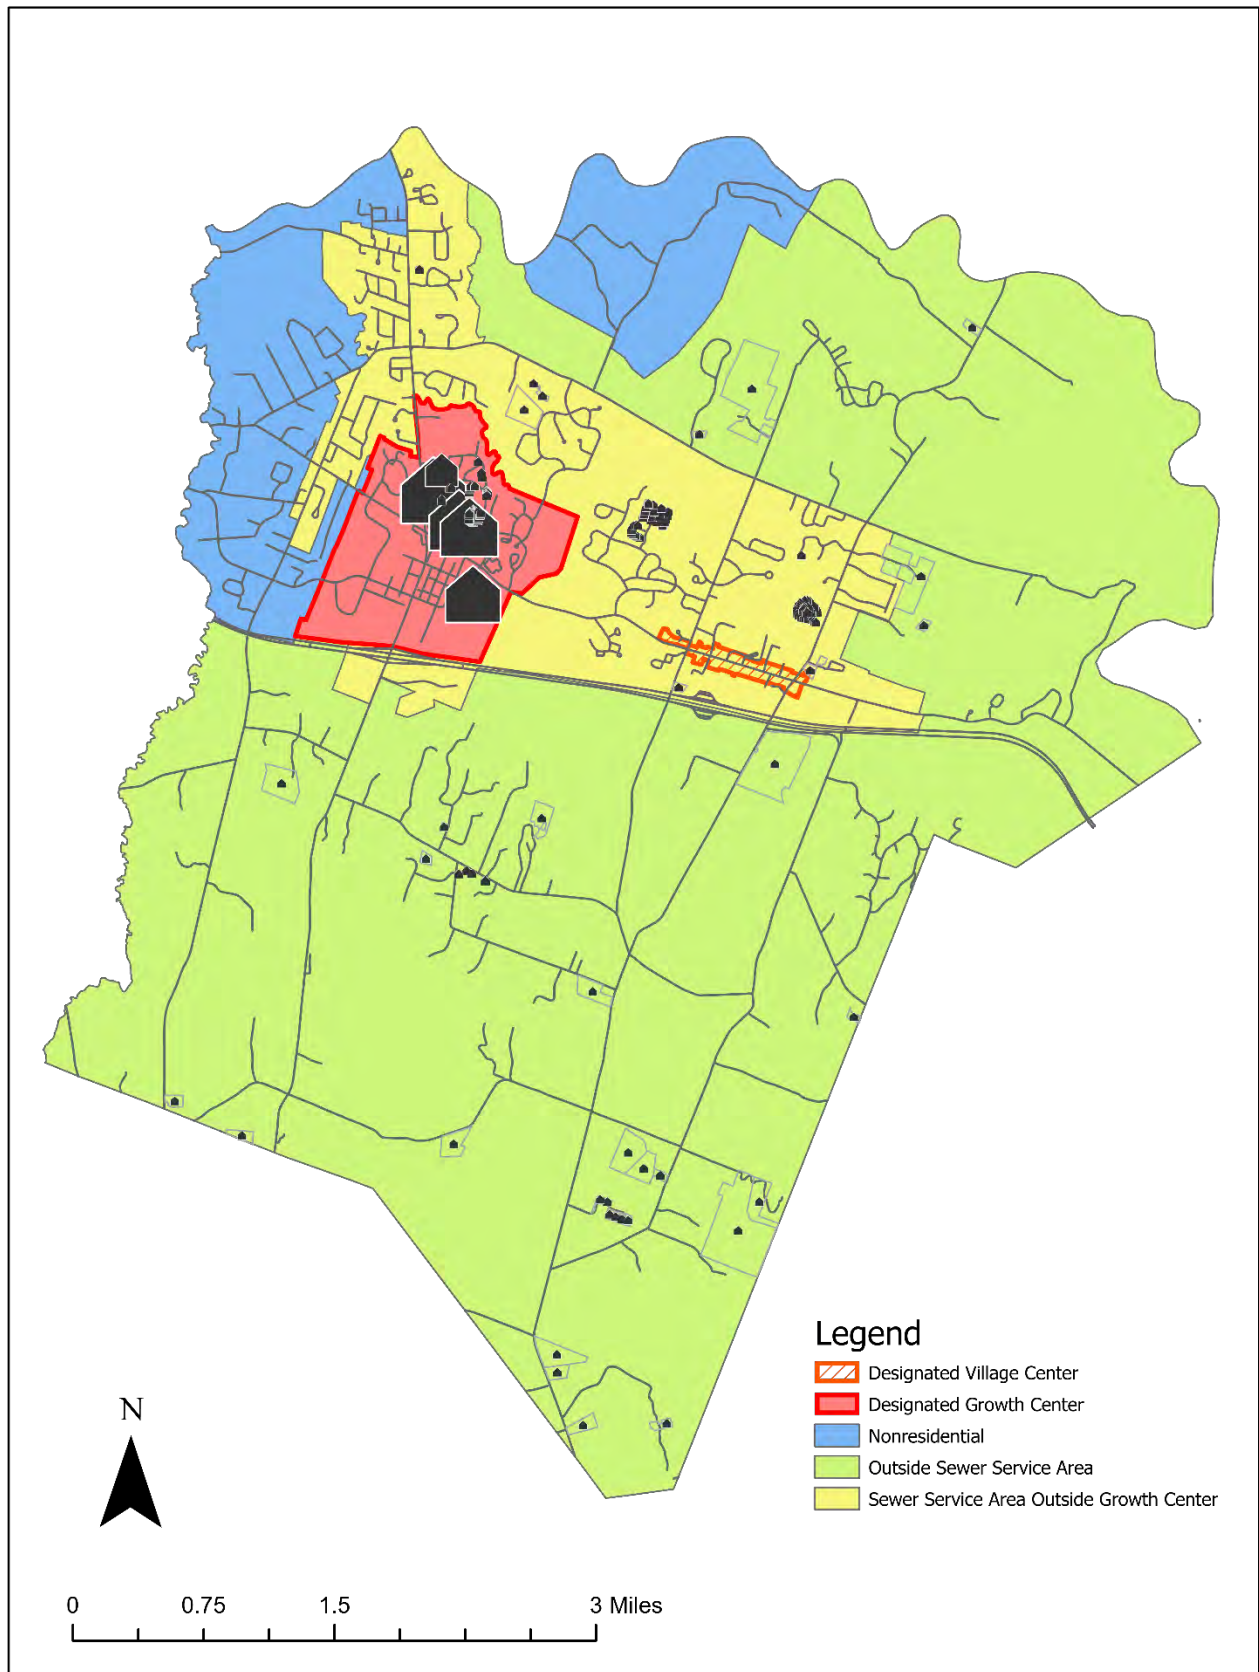 Legend
Designated Village Center
Designated Growth Center
Nonresidential
Outside Sewer Service Area
Sewer Service Area Outside Growth Center
N
0 0.75 1.5 3 Miles